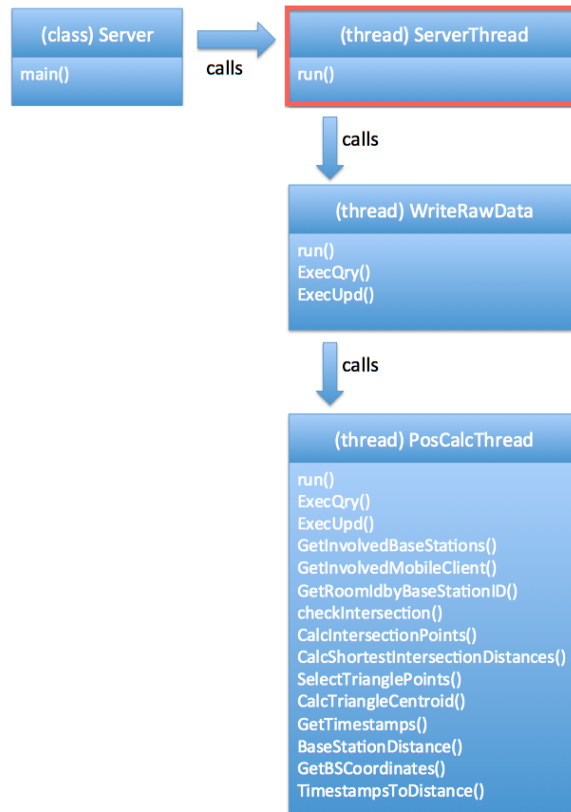 (class) Server
main()
calls
(thread) ServerThread
run()
calls
(thread) WriteRawData
run()
ExecQry()
ExecUpd()
calls
(thread) PosCalcThread
run()
ExecQry()
ExecUpd()
GetInvolvedBaseStations()
GetInvolvedMobileClient()
GetRoomIdbyBaseStationID()
checkIntersection()
CalcIntersectionPoints()
CalcShortestIntersectionDistances()
SelectTrianglePoints()
CalcTriangleCentroid()
GetTimestamps()
BaseStationDistance()
GetBSCoordinates()
TimestampsToDistance()